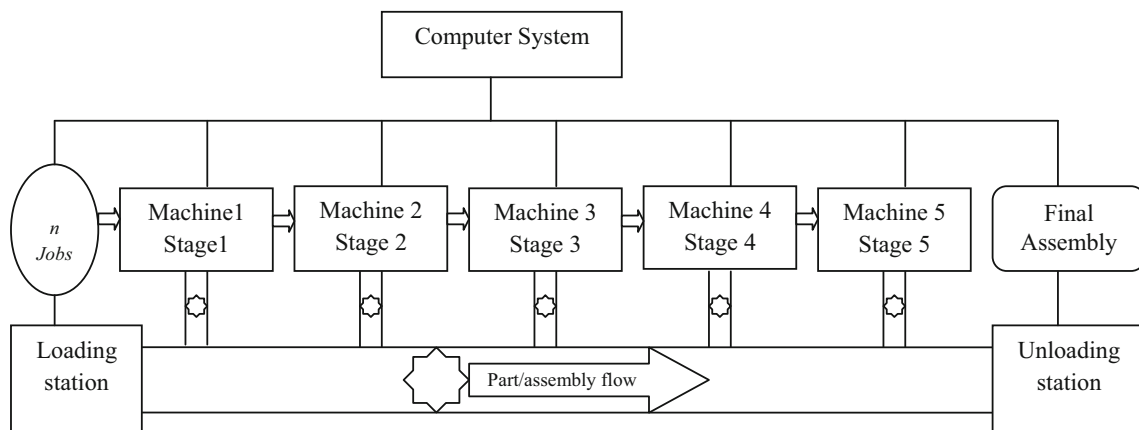 Computer System
n
Jobs
Machine1
Stage1
Machine 2
Stage 2
Machine 3
Stage 3
Machine 4
Stage 4
Machine 5
Stage 5
Final
Assembly
Loading
station
Part/assembly flow
Unloading
station